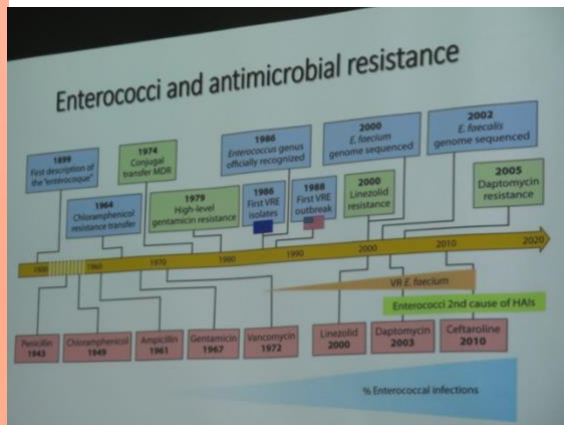 Enterococci and antimicrobial resistance
1899
First description of
the "enterocoque"
1964
Chloramphenicol
resistance transfer
1974
Conjugal
transfer MDR
1979
High-level
gentamicin resistance
1986
Enterococcus genus
officially recognized
1986
First VRE
isolates
1988
First VRE
outbreak
2000
E. faecium
genome sequenced
2000
Linezolid
resistance
2002
E. faecalis
genome sequenced
2005
Daptomycin
resistance
1900
1960
1970
1980
1990
2000
2010
2020
VR E. faecium
Enterococci 2nd cause of HAIs
Penicillin
1943
Chloramphenicol
1949
Ampicillin
1961
Gentamicin
1967
Vancomycin
1972
Linezolid
2000
Daptomycin
2003
Ceftaroline
2010
% Enterococcal infections